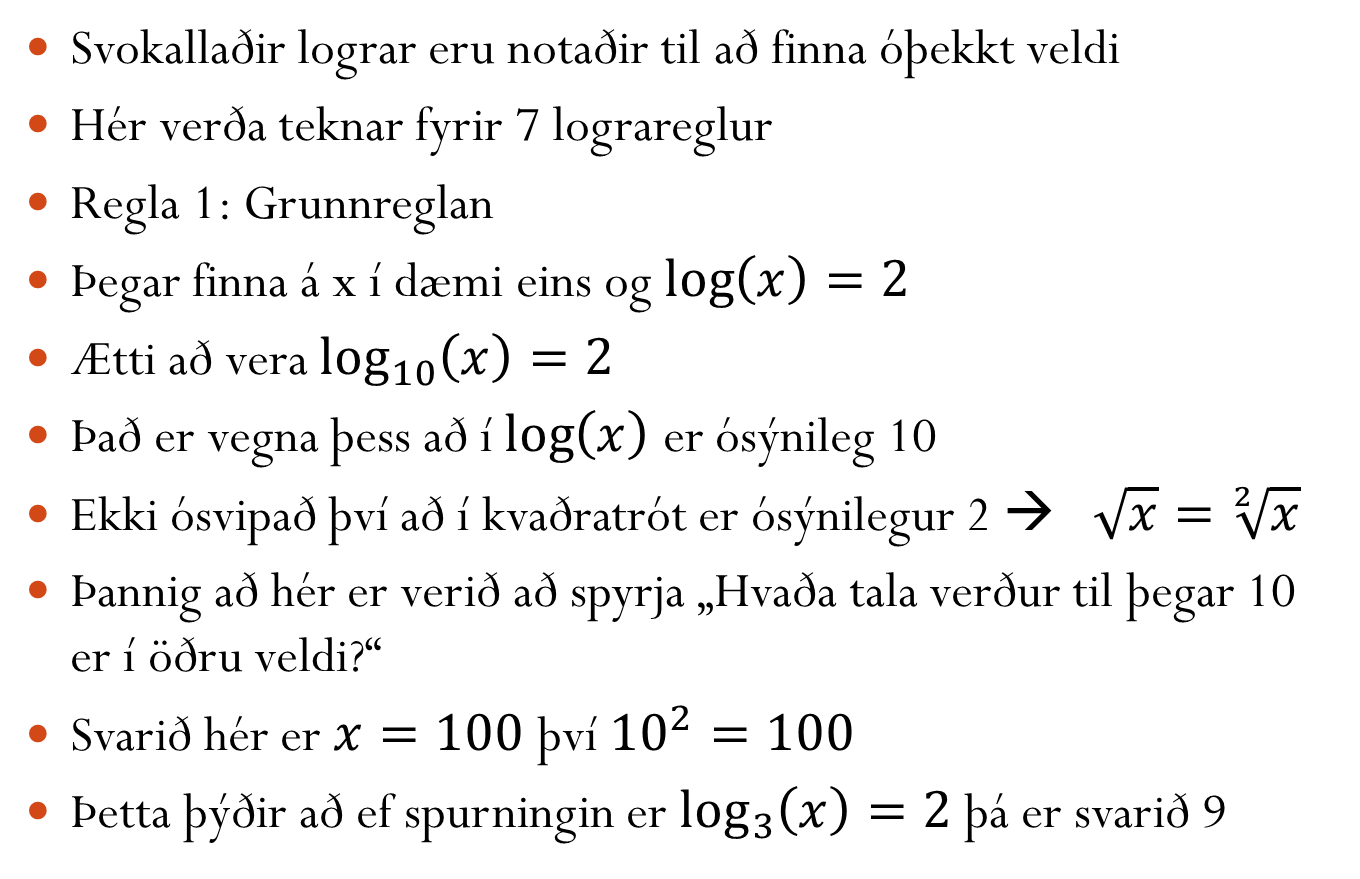 • Svokallaðir lograr eru notaðir til að finna óþekkt veldi
• Hér verða teknar fyrir 7 lograreglur
• Regla 1: Grunnreglan
• Þegar finna á x í dæmi eins og log(x) = 2
• Ætti að vera log₁₀(x) = 2
• Það er vegna þess að í log(x) er ósýnileg 10
• Ekki ósvipað því að í kvaðratrót er ósýnilegur 2 → √x = ²√x
• Þannig að hér er verið að spyrja „Hvaða tala verður til þegar 10
er í öðru veldi?“
• Svarið hér er x = 100 því 10² = 100
• Þetta þýðir að ef spurningin er log₃(x) = 2 þá er svarið 9